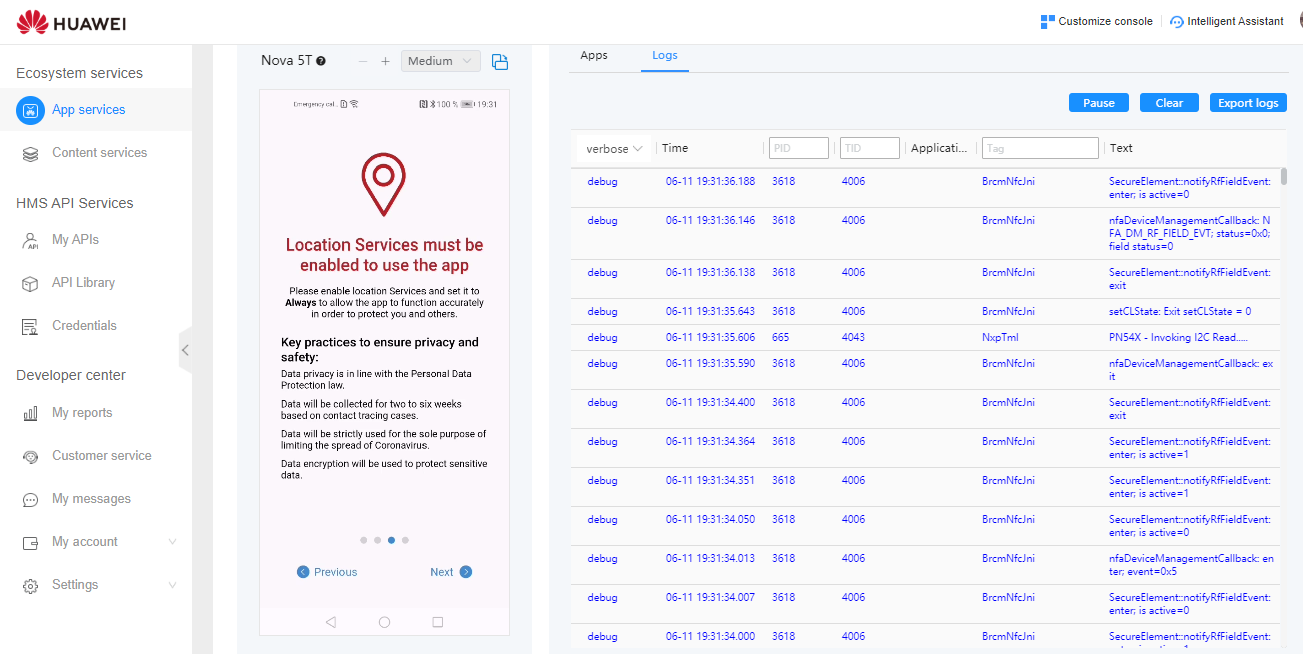 HUAWEI
Customize console
Intelligent Assistant
Ecosystem services
App services
Content services
HMS API Services
My APIs
API Library
Credentials
Developer center
My reports
Customer service
My messages
My account
Settings
Nova 5T
Medium
Emergency cal...
100 %
19:31
Location Services must be
enabled to use the app
Please enable location Services and set it to
Always to allow the app to function accurately
in order to protect you and others.
Key practices to ensure privacy and
safety:
Data privacy is in line with the Personal Data
Protection law.
Data will be collected for two to six weeks
based on contact tracing cases.
Data will be strictly used for the sole purpose of
limiting the spread of Coronavirus.
Data encryption will be used to protect sensitive
data.
Previous
Next
Apps Logs
Pause Clear Export logs
verbose Time PID TID Applicati... Tag Text
debug 06-11 19:31:36.188 3618 4006 BrcmNfcJni SecureElement::notifyRfFieldEvent:
enter; is active=0
debug 06-11 19:31:36.146 3618 4006 BrcmNfcJni nfaDeviceManagementCallback: N
FA_DM_RF_FIELD_EVT; status=0x0;
field status=0
debug 06-11 19:31:36.138 3618 4006 BrcmNfcJni SecureElement::notifyRfFieldEvent:
exit
debug 06-11 19:31:35.643 3618 4006 BrcmNfcJni setCLState: Exit setCLState = 0
debug 06-11 19:31:35.606 665 4043 NxpTml PN54X - Invoking I2C Read.....
debug 06-11 19:31:35.590 3618 4006 BrcmNfcJni nfaDeviceManagementCallback: ex
it
debug 06-11 19:31:34.400 3618 4006 BrcmNfcJni SecureElement::notifyRfFieldEvent:
exit
debug 06-11 19:31:34.364 3618 4006 BrcmNfcJni SecureElement::notifyRfFieldEvent:
enter; is active=1
debug 06-11 19:31:34.351 3618 4006 BrcmNfcJni SecureElement::notifyRfFieldEvent:
enter; is active=1
debug 06-11 19:31:34.050 3618 4006 BrcmNfcJni SecureElement::notifyRfFieldEvent:
enter; is active=0
debug 06-11 19:31:34.013 3618 4006 BrcmNfcJni nfaDeviceManagementCallback: en
ter; event=0x5
debug 06-11 19:31:34.007 3618 4006 BrcmNfcJni SecureElement::notifyRfFieldEvent:
enter; is active=0
debug 06-11 19:31:34.000 3618 4006 BrcmNfcJni SecureElement::notifyRfFieldEvent: